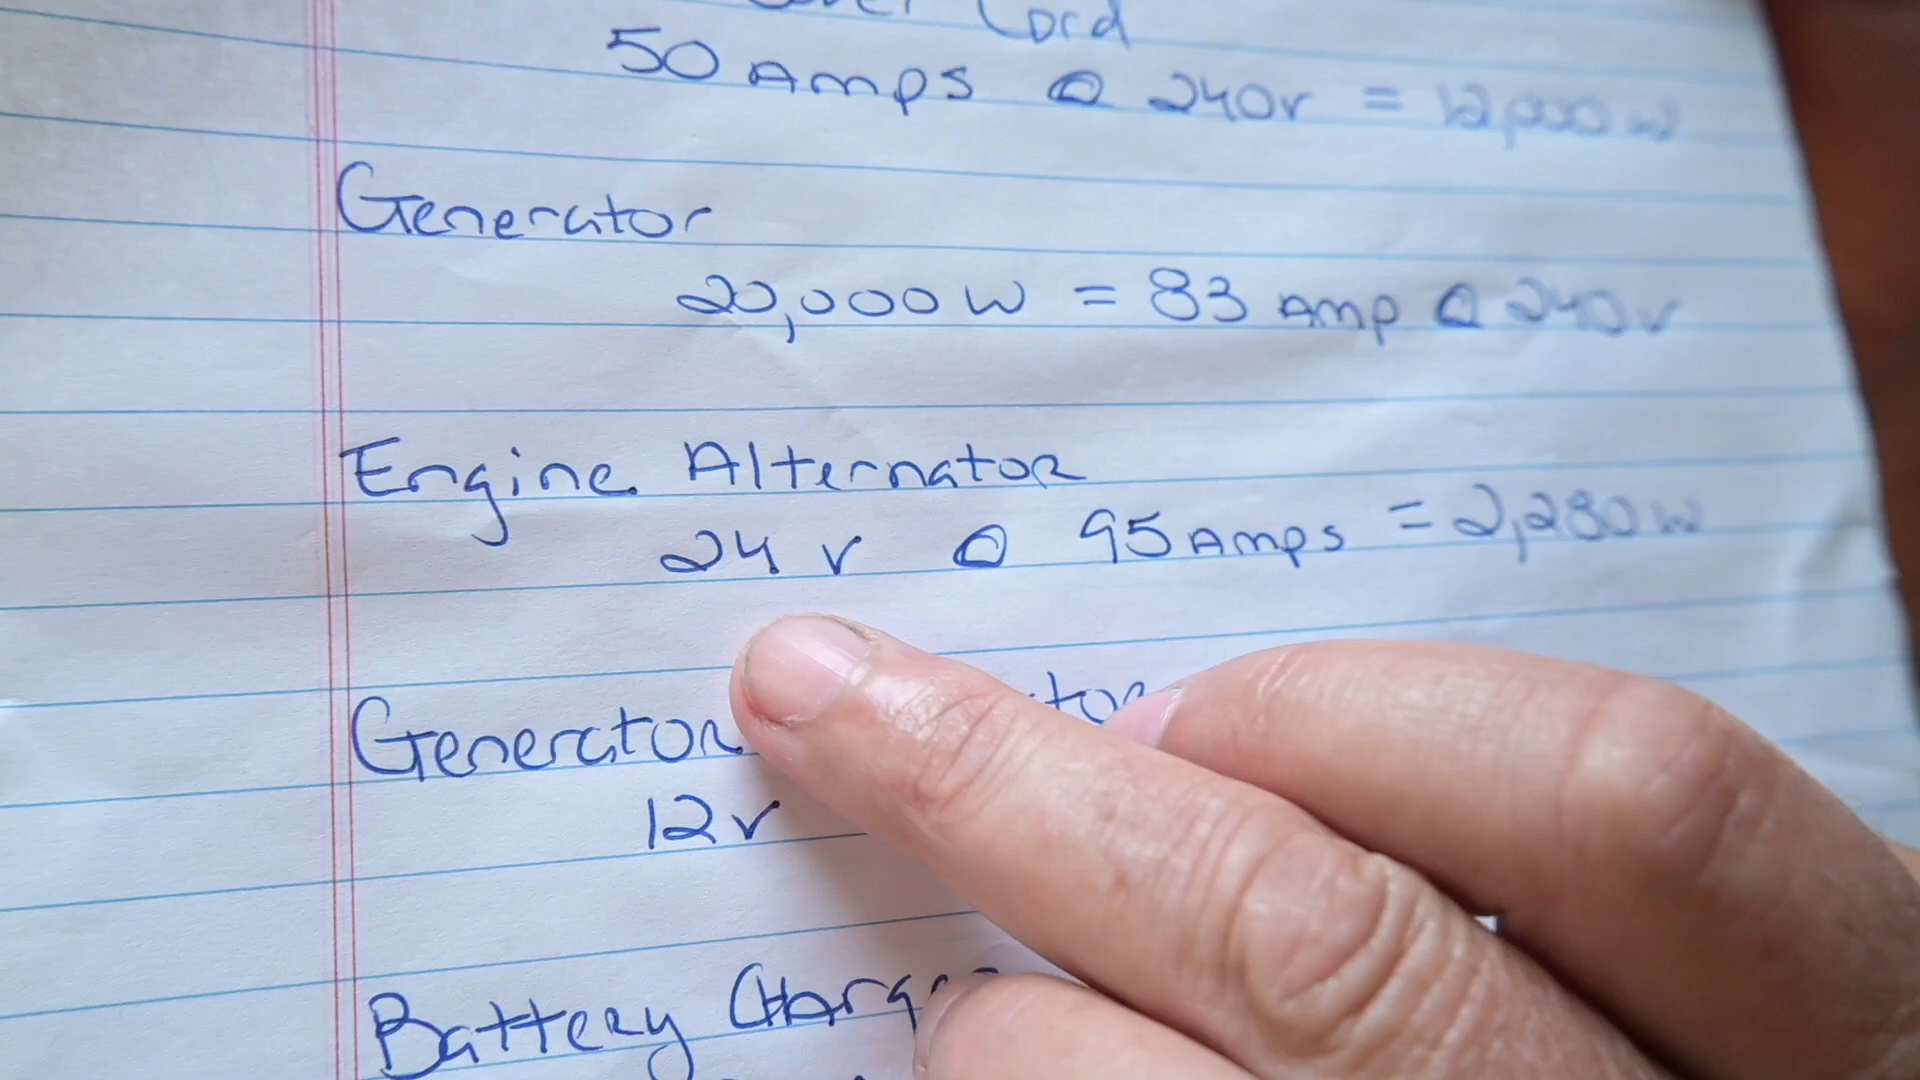 Cord
50 Amps @ 240v = 12,000 w
Generator
20,000 W = 83 Amp @ 240v
Engine Alternator
24 v @ 95 Amps = 2,280 w
Generator
12v
Battery